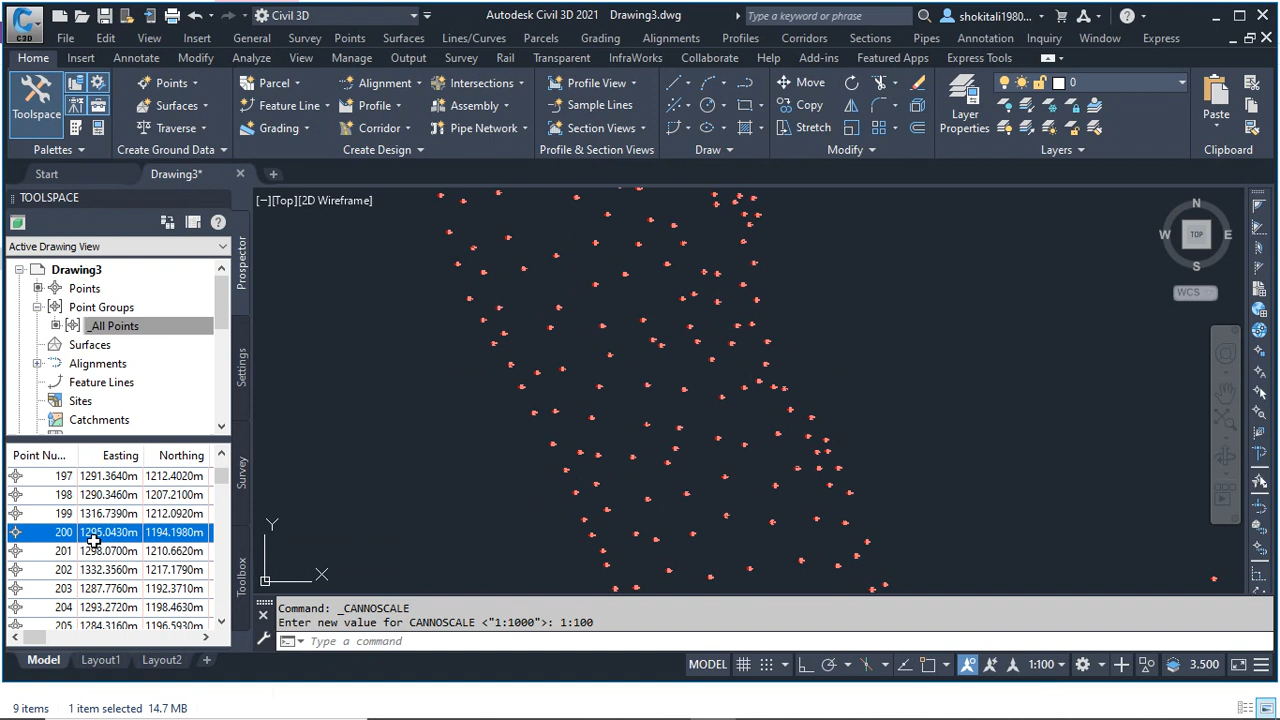 C3D
Civil 3D
Autodesk Civil 3D 2021 Drawing3.dwg
Type a keyword or phrase
shokitali1980...
File Edit View Insert General Survey Points Surfaces Lines/Curves Parcels Grading Alignments Profiles Corridors Sections Pipes Annotation Inquiry Window Express
Home Insert Annotate Modify Analyze View Manage Output Survey Rail Transparent InfraWorks Collaborate Help Add-ins Featured Apps Express Tools
Toolspace
Points
Surfaces
Traverse
Parcel
Feature Line
Grading
Alignment
Profile
Corridor
Intersection
Assembly
Pipe Network
Profile View
Sample Lines
Section Views
Move
Copy
Stretch
Layer Properties
0
Paste
Palettes Create Ground Data Create Design Profile & Section Views Draw Modify Layers Clipboard
Start Drawing3*
TOOLSPACE
Active Drawing View
Drawing3
Points
Point Groups
_All Points
Surfaces
Alignments
Feature Lines
Sites
Catchments
Prospector
Settings
Survey
Toolbox
Point Nu... Easting Northing
197 1291.3640m 1212.4020m
198 1290.3460m 1207.2100m
199 1316.7390m 1212.0920m
200 1295.0430m 1194.1980m
201 1298.0700m 1210.6620m
202 1332.3560m 1217.1790m
203 1287.7760m 1192.3710m
204 1293.2720m 1198.4630m
205 1284.3160m 1196.5930m
[−][Top][2D Wireframe]
N
W TOP E
S
WCS
Y
X
Command: _CANNOSCALE
Enter new value for CANNOSCALE <"1:1000">: 1:100
Type a command
Model Layout1 Layout2
MODEL 1:100 3.500
9 items 1 item selected 14.7 MB